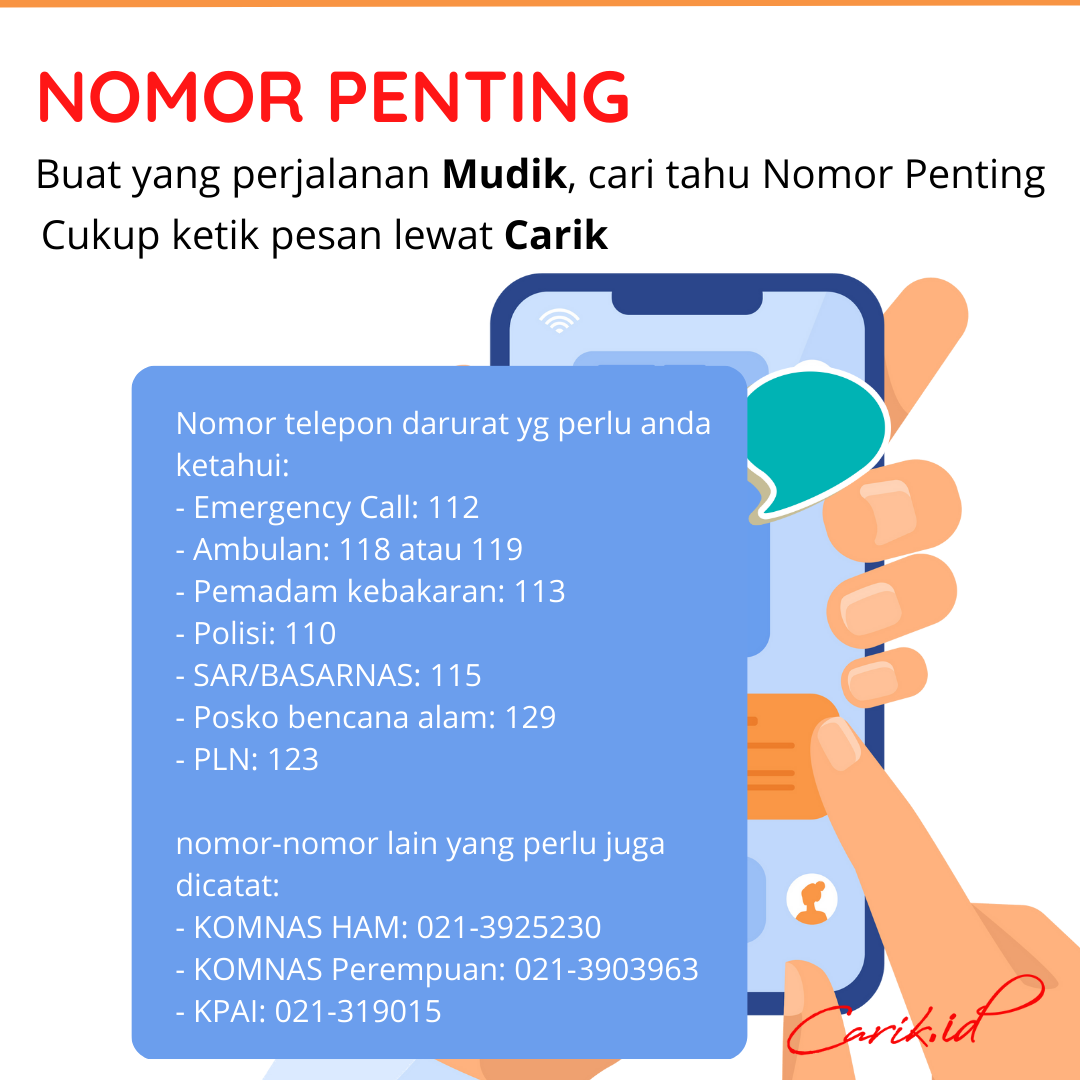 NOMOR PENTING
Buat yang perjalanan Mudik, cari tahu Nomor Penting
Cukup ketik pesan lewat Carik
Nomor telepon darurat yg perlu anda
ketahui:
- Emergency Call: 112
- Ambulan: 118 atau 119
- Pemadam kebakaran: 113
- Polisi: 110
- SAR/BASARNAS: 115
- Posko bencana alam: 129
- PLN: 123
nomor-nomor lain yang perlu juga
dicatat:
- KOMNAS HAM: 021-3925230
- KOMNAS Perempuan: 021-3903963
- KPAI: 021-319015
Carik.id